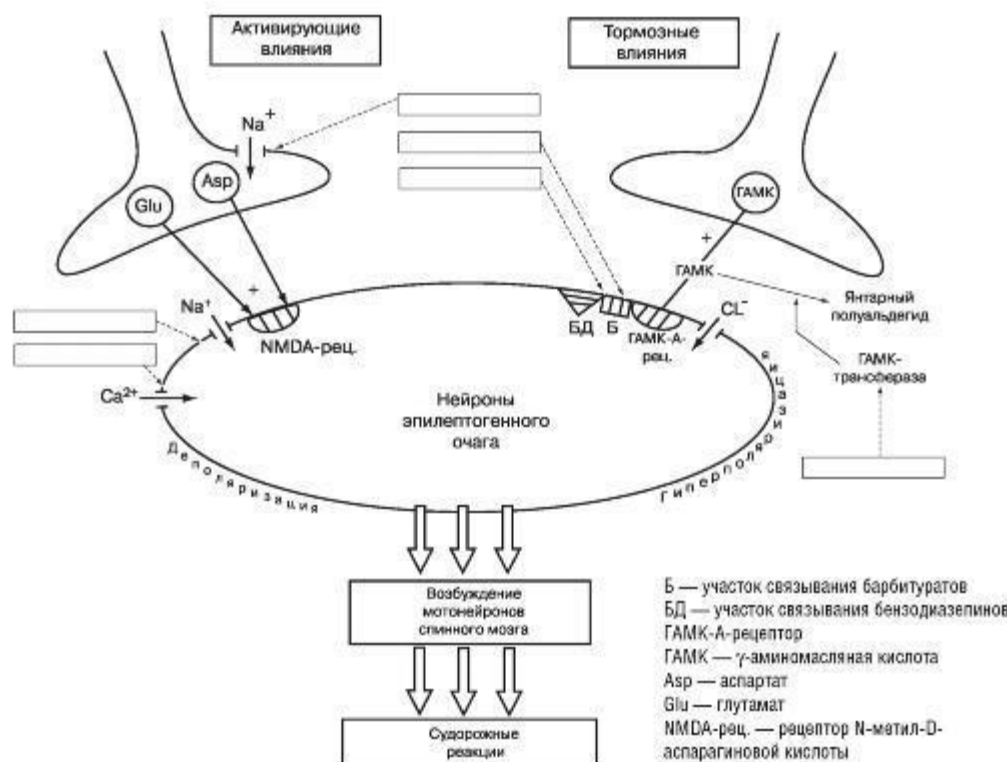 Активирующие
влияния
Тормозные
влияния
Na+
Asp
Glu
ГАМК
+
ГАМК
Янтарный
полуальдегид
+
Na+
NMDA-рец.
БД
Б
ГАМК-А-
рец.
CL−
ГАМК-
трансфераза
Ca2+
Нейроны
эпилептогенного
очага
Деполяризация
Гиперполяризация
Возбуждение
мотонейронов
спинного мозга
Судорожные
реакции
Б — участок связывания барбитуратов
БД — участок связывания бензодиазепинов
ГАМК-А-рецептор
ГАМК — γ-аминомасляная кислота
Asp — аспартат
Glu — глутамат
NMDA-рец. — рецептор N-метил-D-
аспарагиновой кислоты